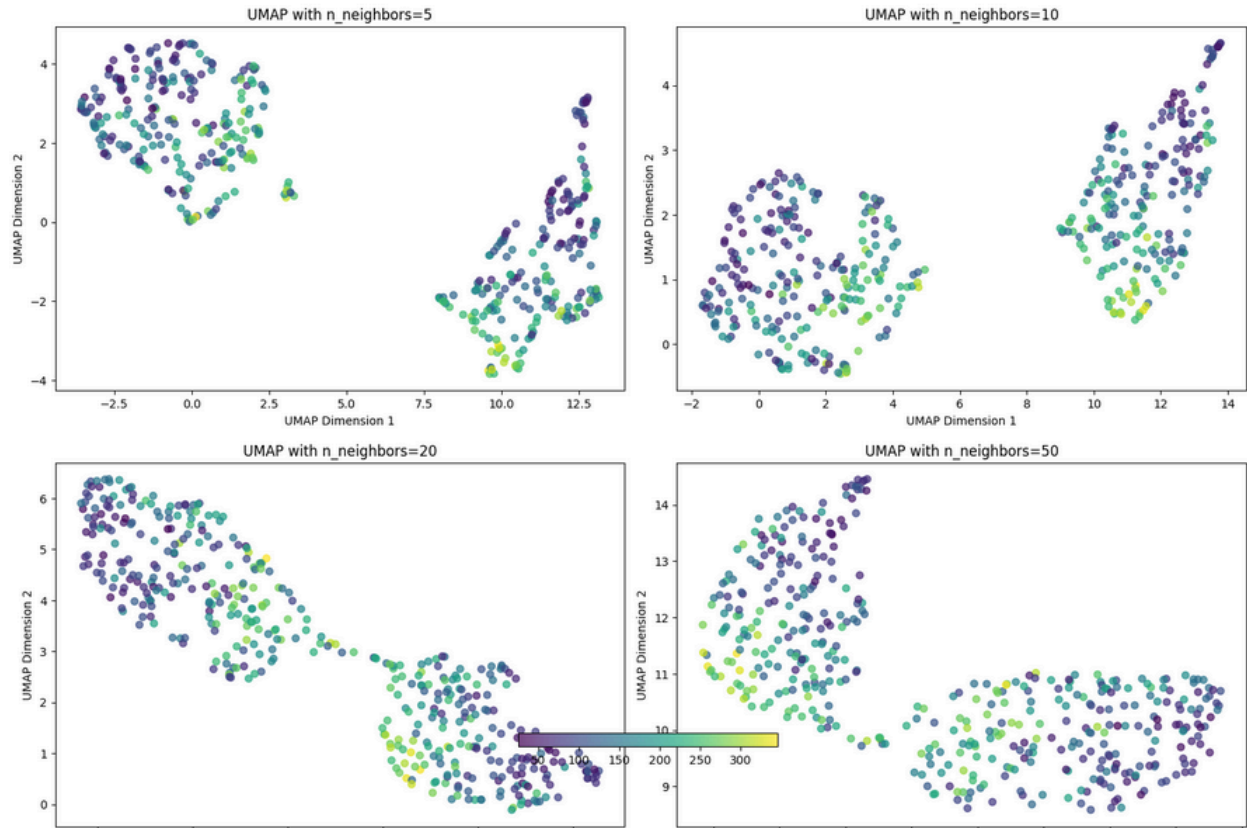 UMAP with n_neighbors=5
UMAP Dimension 2
4
2
0
−2
−4
−2.5 0.0 2.5 5.0 7.5 10.0 12.5
UMAP Dimension 1
UMAP with n_neighbors=10
UMAP Dimension 2
4
3
2
1
0
−2 0 2 4 6 8 10 12 14
UMAP Dimension 1
UMAP with n_neighbors=20
UMAP Dimension 2
6
5
4
3
2
1
0
UMAP with n_neighbors=50
UMAP Dimension 2
14
13
12
11
10
9
50 100 150 200 250 300